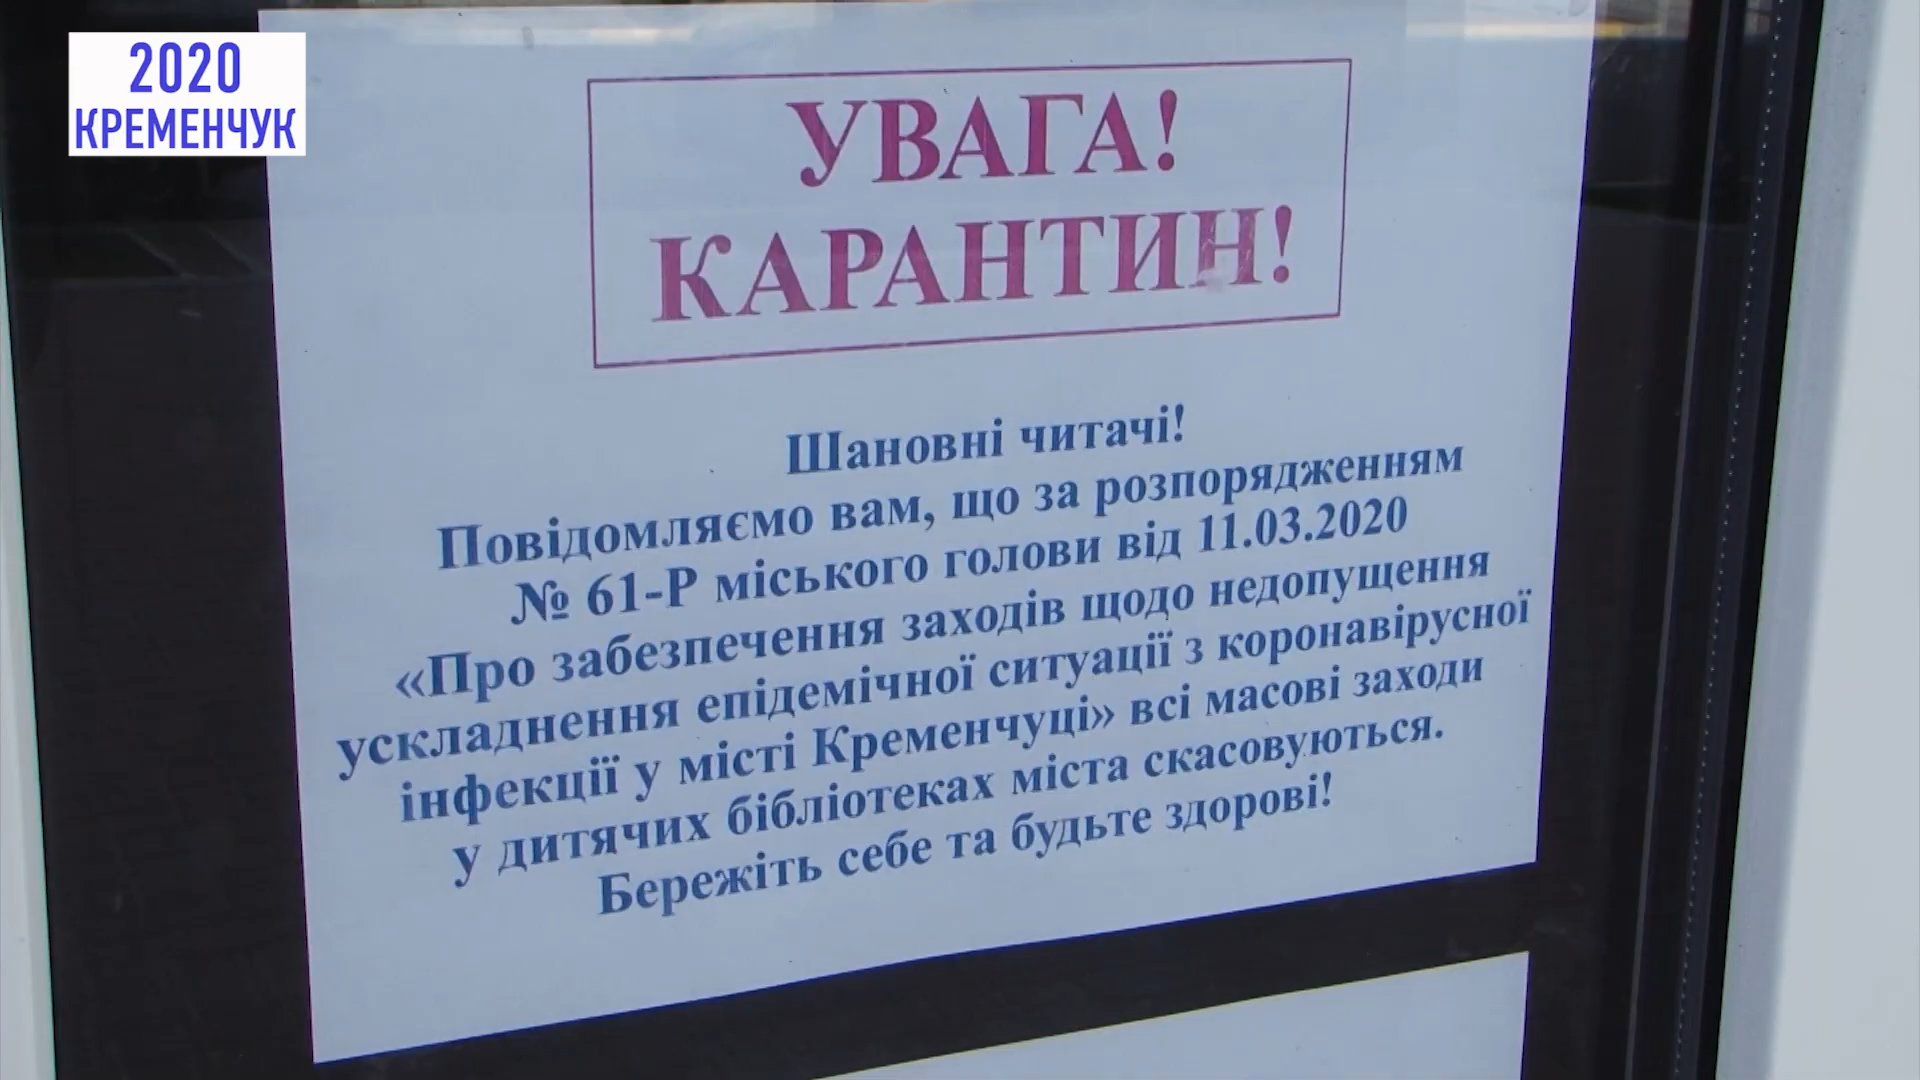 2020
КРЕМЕНЧУК
УВАГА!
КАРАНТИН!
Шановні читачі!
Повідомляємо вам, що за розпорядженням
№ 61-Р міського голови від 11.03.2020
«Про забезпечення заходів щодо недопущення
ускладнення епідемічної ситуації з коронавірусної
інфекції у місті Кременчуці» всі масові заходи
у дитячих бібліотеках міста скасовуються.
Бережіть себе та будьте здорові!